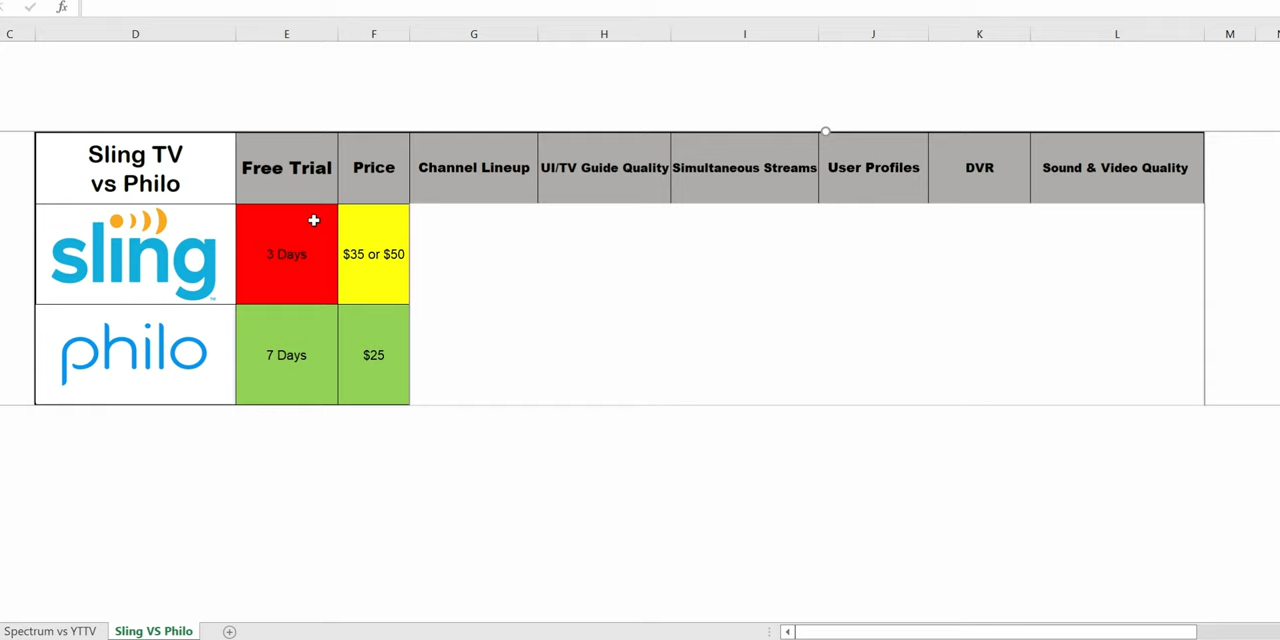 fx
C D E F G H I J K L M
Sling TV
vs Philo
Free Trial Price Channel Lineup UI/TV Guide Quality Simultaneous Streams User Profiles DVR Sound & Video Quality
sling
3 Days $35 or $50
philo
7 Days $25
Spectrum vs YTTV Sling VS Philo